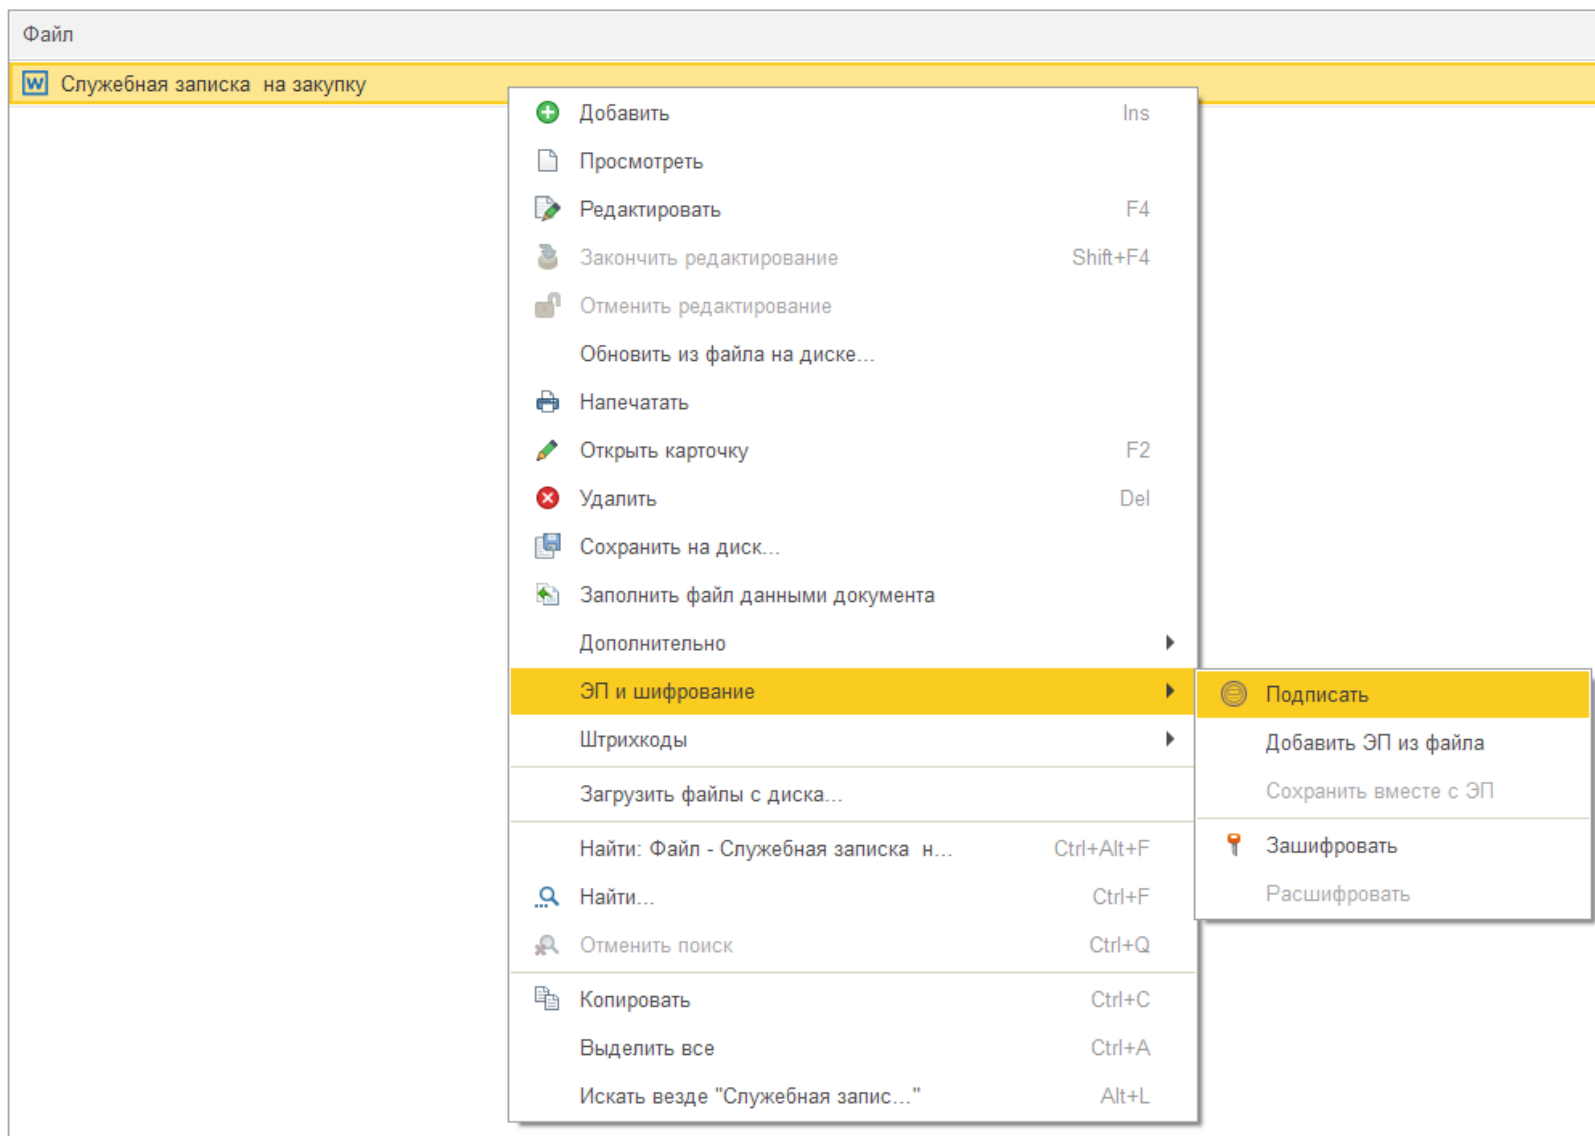 Файл
Служебная записка  на закупку
Добавить Ins
Просмотреть
Редактировать F4
Закончить редактирование Shift+F4
Отменить редактирование
Обновить из файла на диске...
Напечатать
Открыть карточку F2
Удалить Del
Сохранить на диск...
Заполнить файл данными документа
Дополнительно
ЭП и шифрование
Штрихкоды
Загрузить файлы с диска...
Найти: Файл - Служебная записка  н... Ctrl+Alt+F
Найти... Ctrl+F
Отменить поиск Ctrl+Q
Копировать Ctrl+C
Выделить все Ctrl+A
Искать везде "Служебная запис..." Alt+L
Подписать
Добавить ЭП из файла
Сохранить вместе с ЭП
Зашифровать
Расшифровать